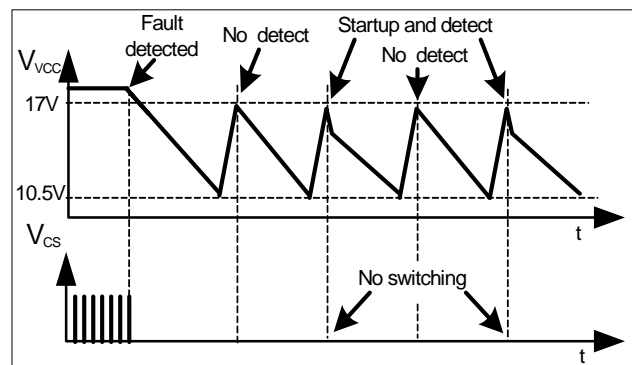 Fault
detected
No detect
Startup and detect
No detect
VVCC
17V
10.5V
t
VCS
No switching
t